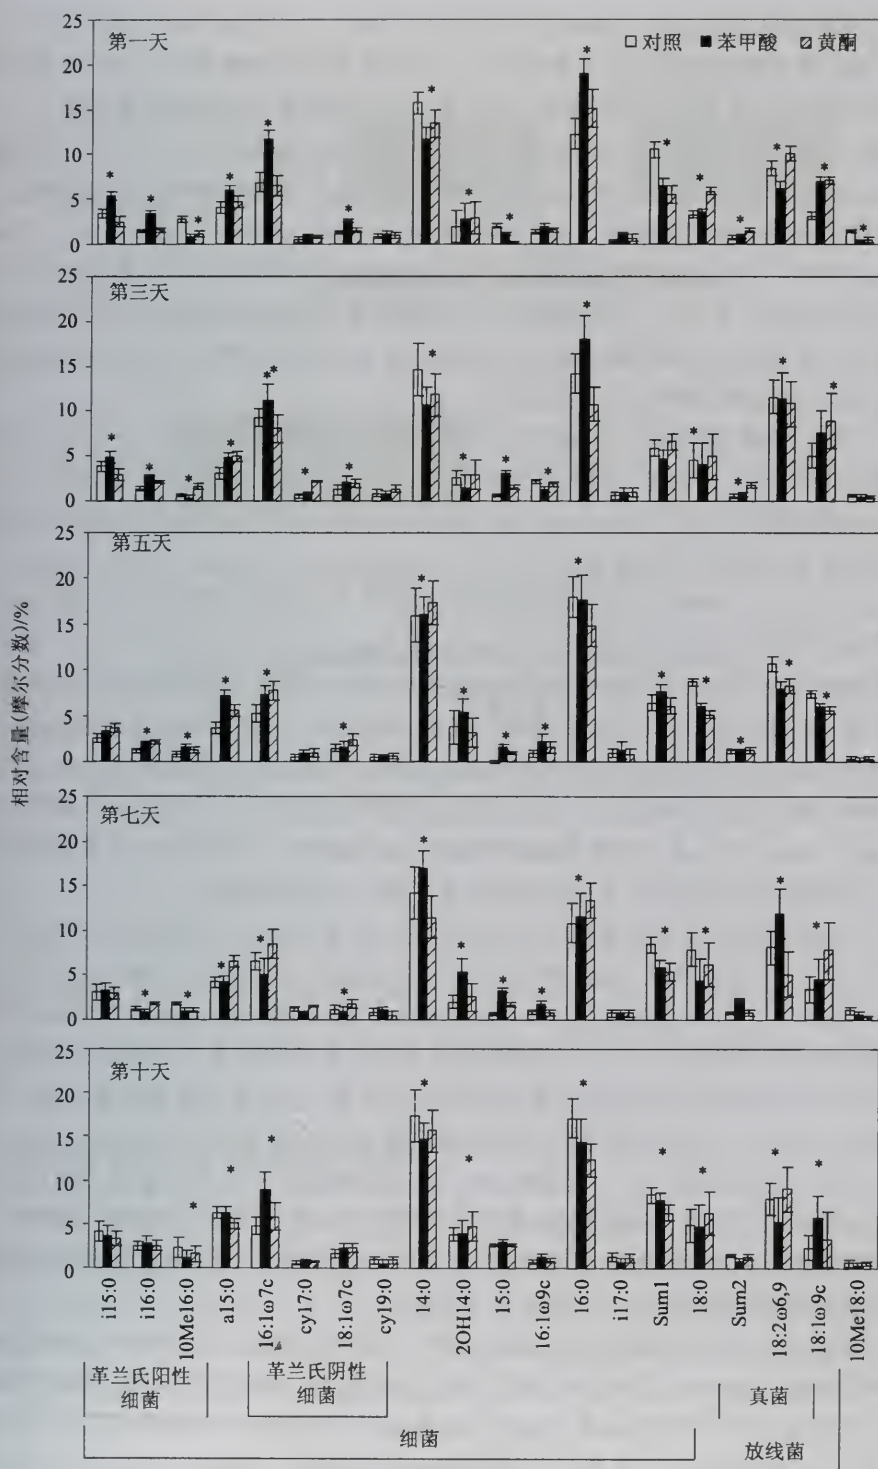 第一天
□对照 ■苯甲酸 ▨黄酮
25
20
15
10
5
0
第三天
25
20
15
10
5
0
第五天
25
20
15
10
5
0
第七天
25
20
15
10
5
0
第十天
25
20
15
10
5
0
相对含量(摩尔分数)/%
i15:0
i16:0
10Me16:0
a15:0
16:1ω7c
cy17:0
18:1ω7c
cy19:0
14:0
2OH14:0
15:0
16:1ω9c
16:0
i17:0
Sum1
18:0
Sum2
18:2ω6,9
18:1ω9c
10Me18:0
革兰氏阳性
细菌
革兰氏阴性
细菌
真菌
细菌
放线菌